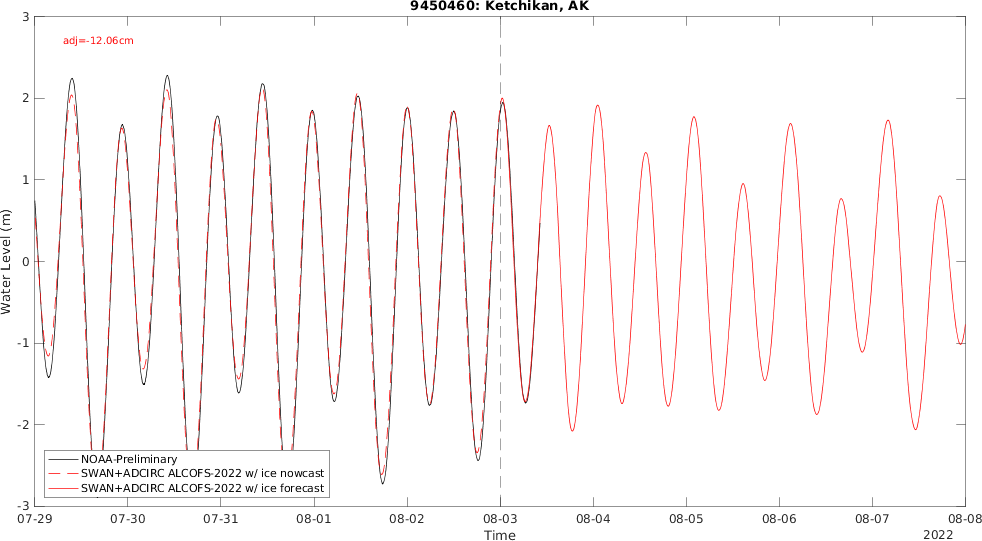 9450460: Ketchikan, AK
adj=-12.06cm
3
2
1
0
-1
-2
-3
Water Level (m)
NOAA-Preliminary
SWAN+ADCIRC ALCOFS-2022 w/ ice nowcast
SWAN+ADCIRC ALCOFS-2022 w/ ice forecast
07-29 07-30 07-31 08-01 08-02 08-03 08-04 08-05 08-06 08-07 08-08
Time
2022